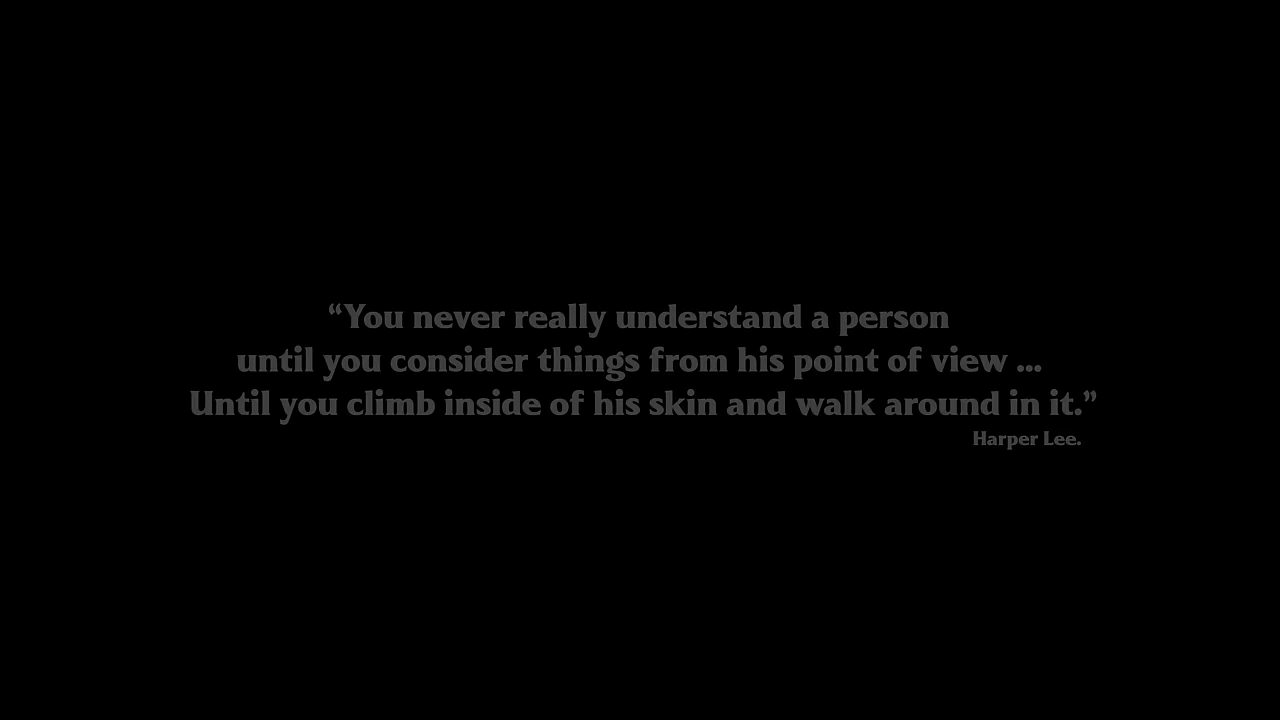 “You never really understand a person
until you consider things from his point of view ...
Until you climb inside of his skin and walk around in it.”
Harper Lee.